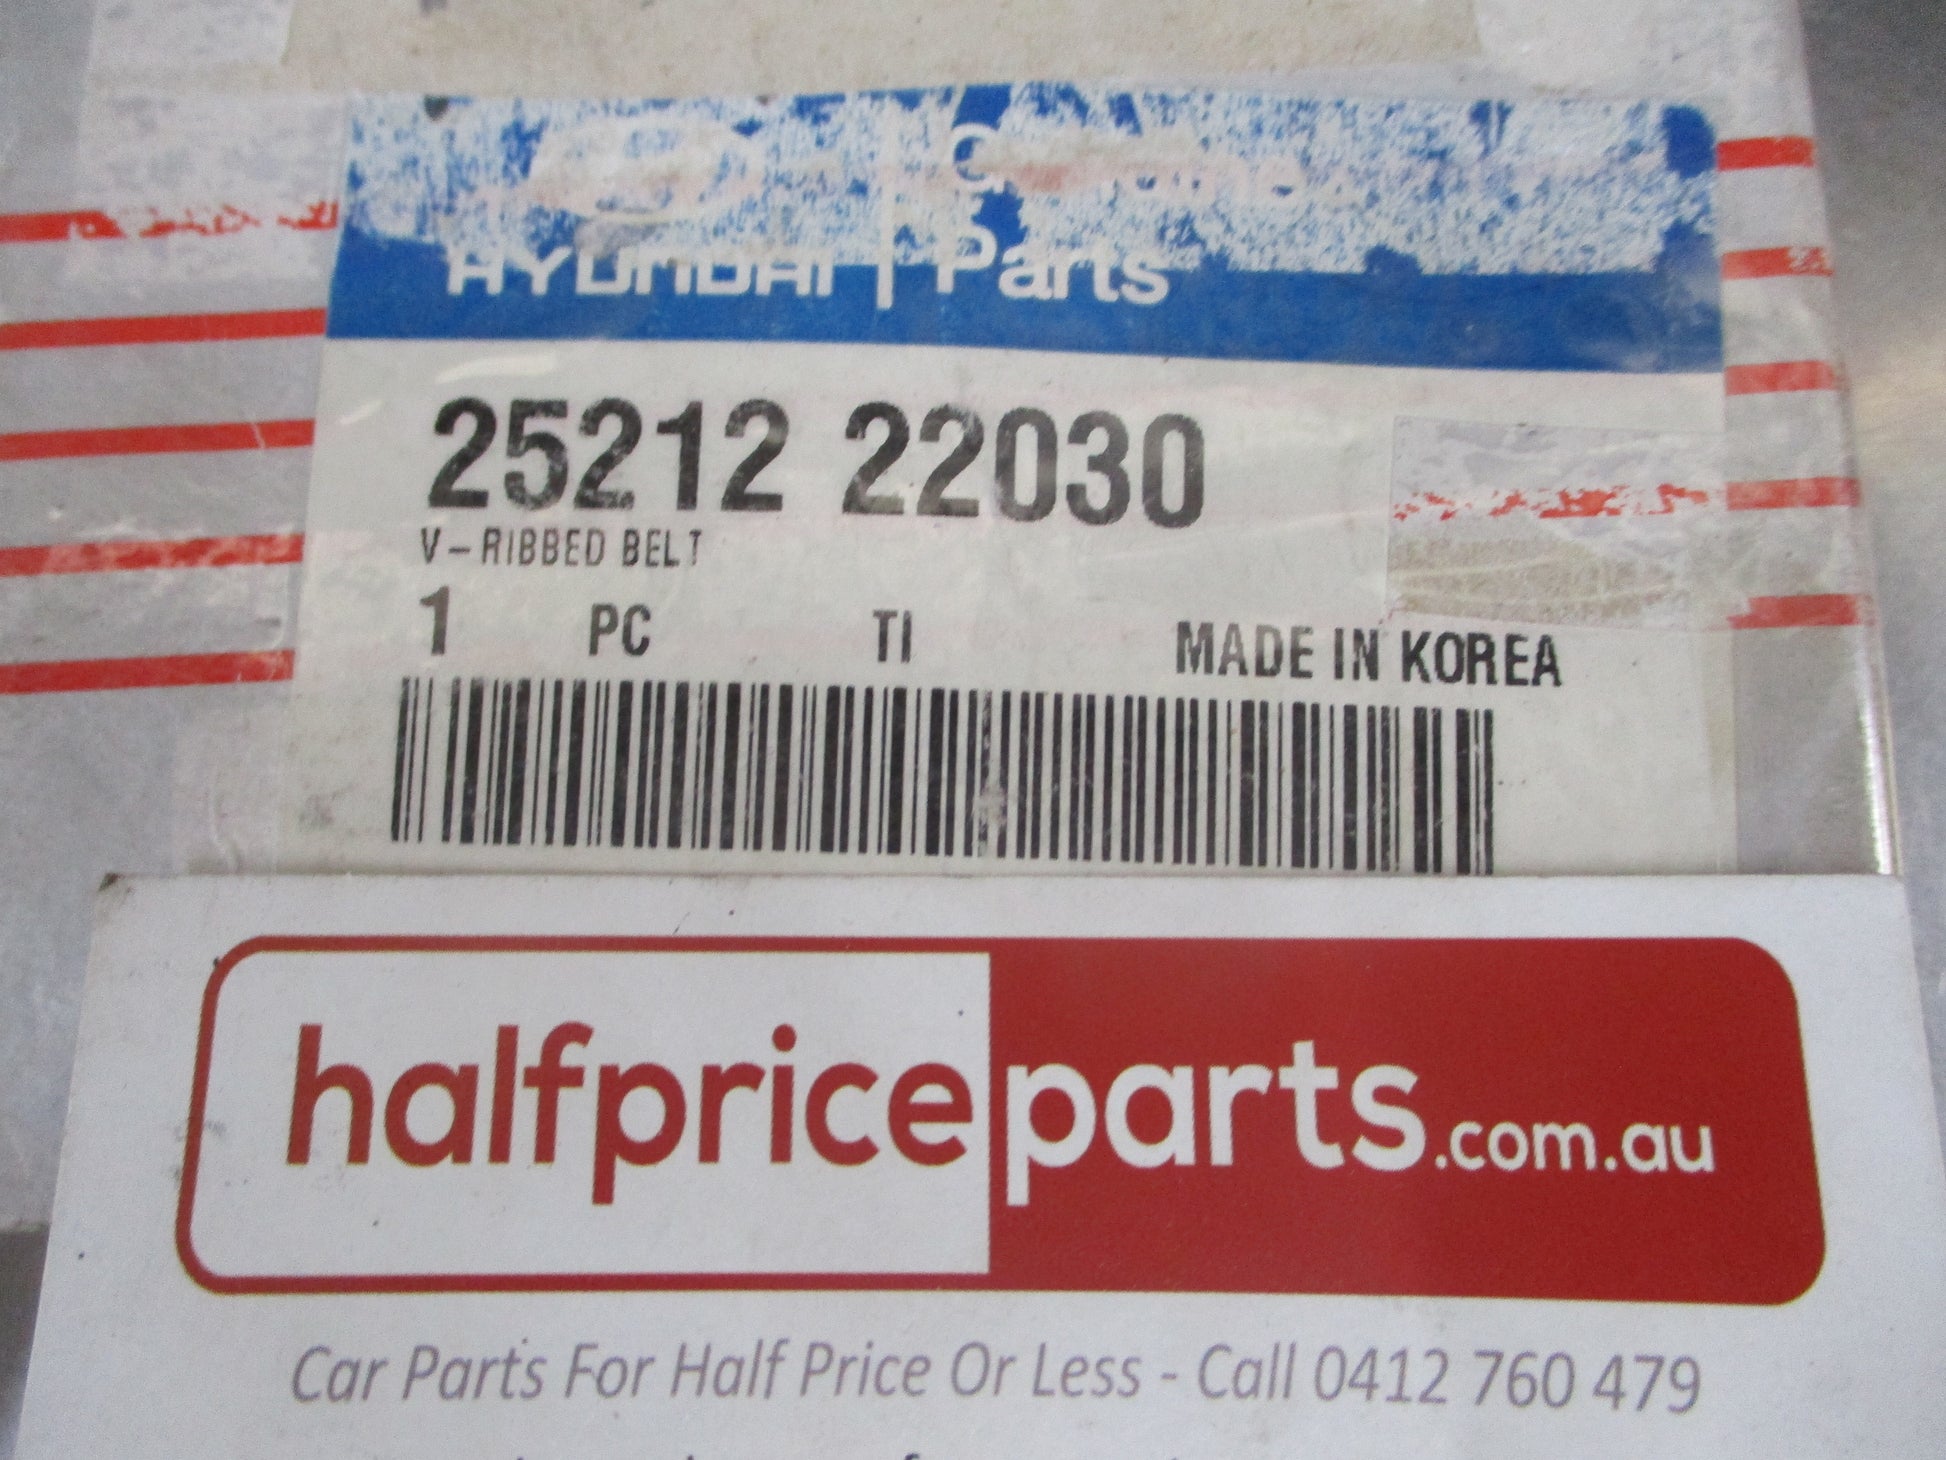 HYUNDAI | Parts
25212 22030
V-RIBBED BELT
1 PC TI MADE IN KOREA
halfpriceparts.com.au
Car Parts For Half Price Or Less - Call 0412 760 479